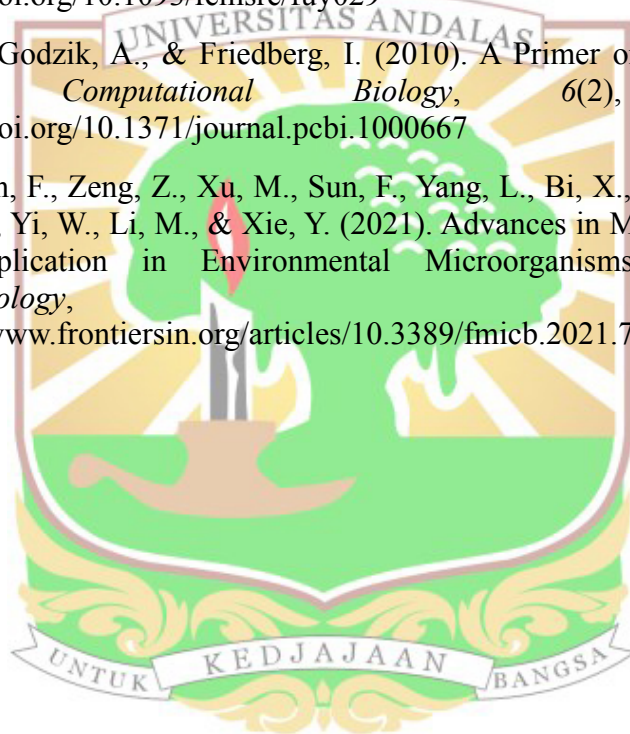 oi.org/10.1093/femsre/fuy029
UNIVERSITAS ANDALAS
Godzik, A., & Friedberg, I. (2010). A Primer o
Computational Biology, 6(2),
oi.org/10.1371/journal.pcbi.1000667
n, F., Zeng, Z., Xu, M., Sun, F., Yang, L., Bi, X.,
, Yi, W., Li, M., & Xie, Y. (2021). Advances in M
plication in Environmental Microorganisms
ology,
www.frontiersin.org/articles/10.3389/fmicb.2021.7
UNTUK KEDJAJAAN BANGSA